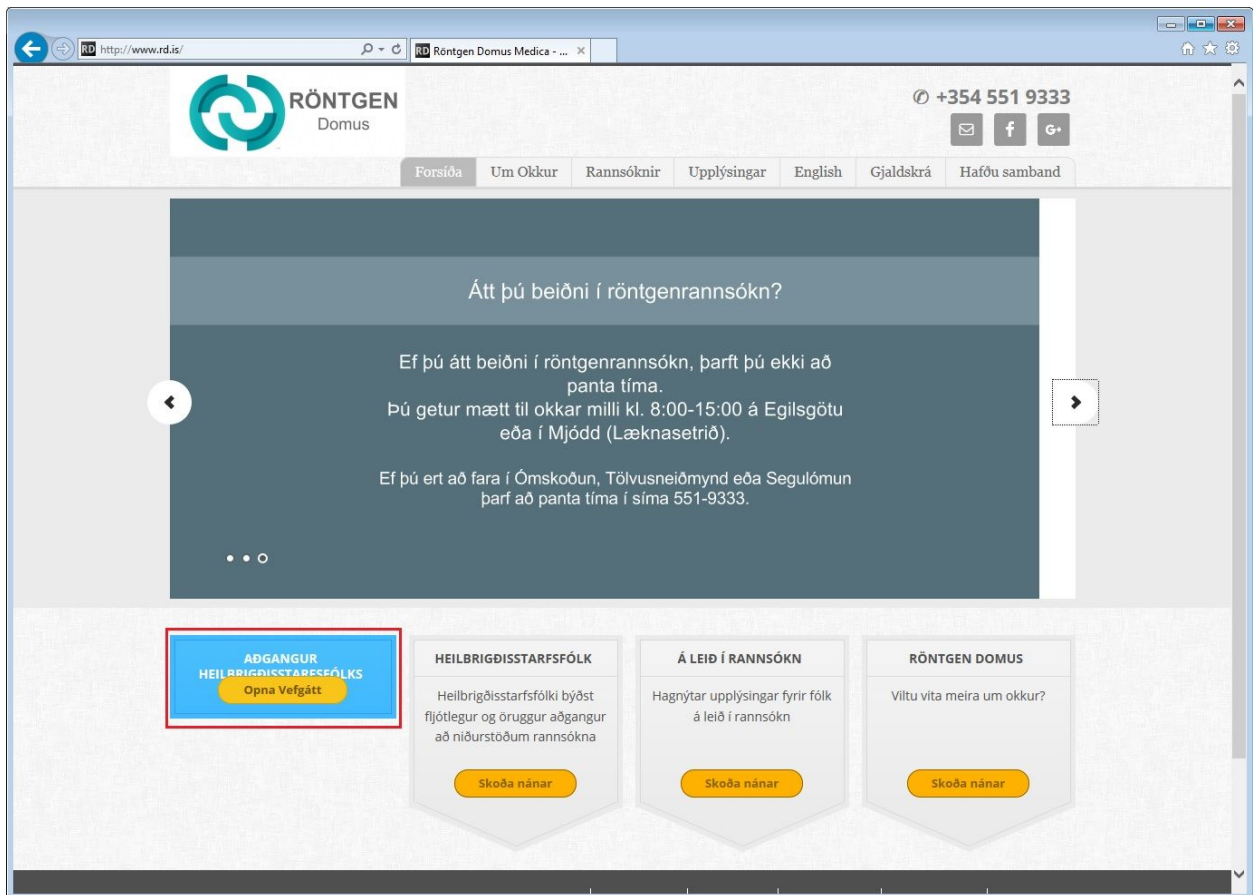 RD http://www.rd.is/
RD Röntgen Domus Medica - ...
RÖNTGEN
Domus
+354 551 9333
f G+
Forsíða Um Okkur Rannsóknir Upplýsingar English Gjaldskrá Hafðu samband
Átt þú beiðni í röntgenrannsókn?
Ef þú átt beiðni í röntgenrannsókn, þarft þú ekki að
panta tíma.
Þú getur mætt til okkar milli kl. 8:00-15:00 á Egilsgötu
eða í Mjódd (Læknasetrið).
Ef þú ert að fara í Ómskoðun, Tölvusneiðmynd eða Segulómun
þarf að panta tíma í síma 551-9333.
AÐGANGUR
HEILBRIGÐISSTARFSFÓLKS
Opna Vefgátt
HEILBRIGÐISSTARFSFÓLK
Heilbrigðisstarfsfólki býðst
fljótlegur og öruggur aðgangur
að niðurstöðum rannsókna
Skoða nánar
Á LEIÐ Í RANNSÓKN
Hagnýtar upplýsingar fyrir fólk
á leið í rannsókn
Skoða nánar
RÖNTGEN DOMUS
Viltu vita meira um okkur?
Skoða nánar